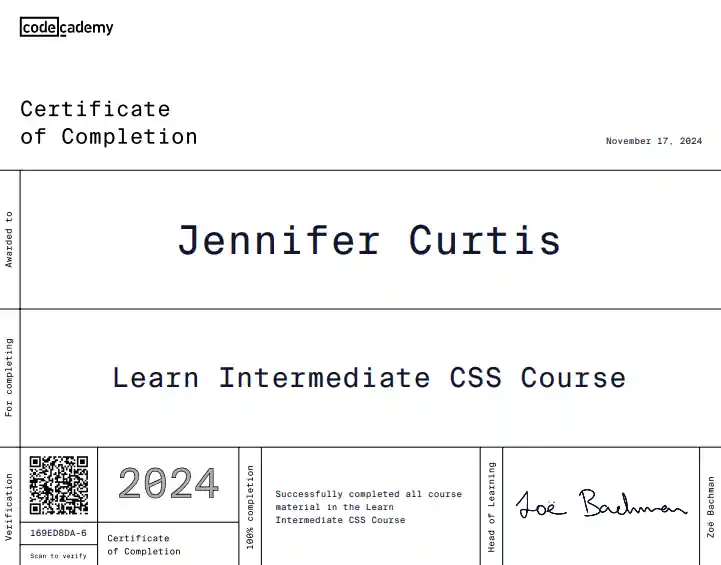 codecademy
Certificate
of Completion
November 17, 2024
Awarded to
Jennifer Curtis
For completing
Learn Intermediate CSS Course
Verification
169ED8DA-6
Scan to verify
2024
Certificate
of Completion
100% completion
Successfully completed all course
material in the Learn
Intermediate CSS Course
Head of Learning
Zoë Bachman
Zoé Bachman